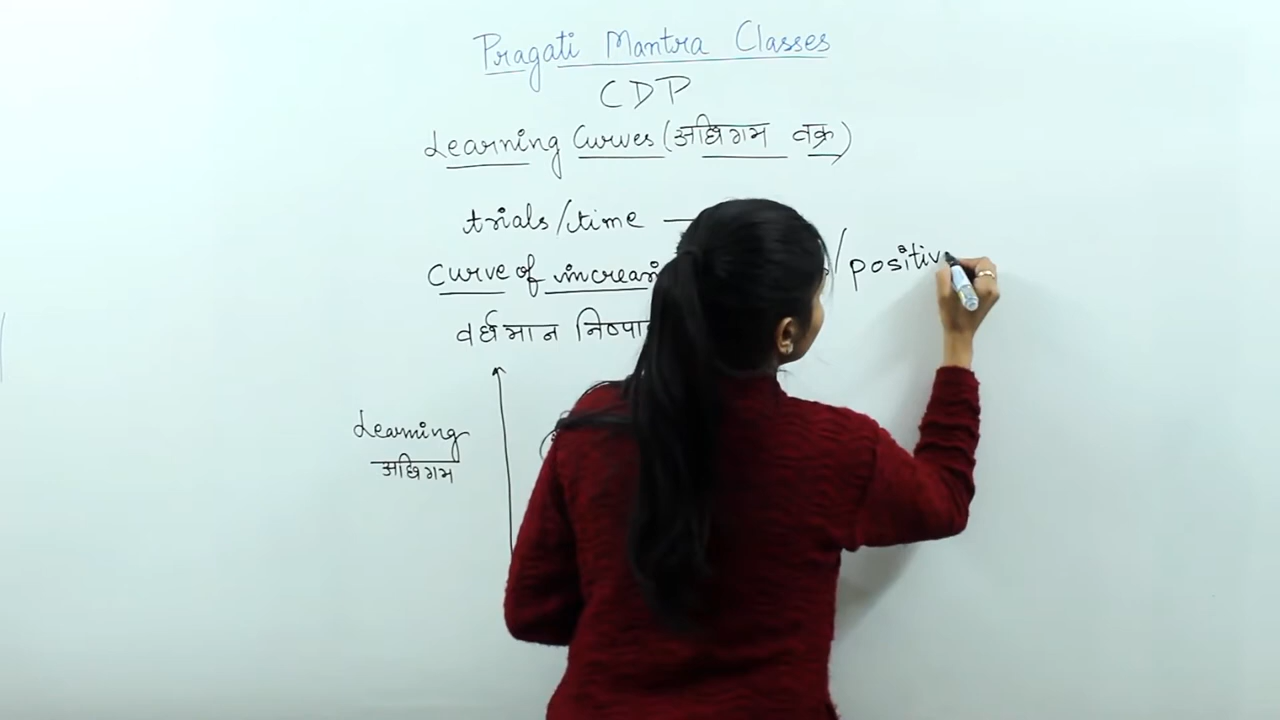 Pragati Mantra Classes
CDP
Learning Curves (अधिगम वक्र)
trials/time —
Curve of / positiv
वर्धमान
Learning
अधिगम